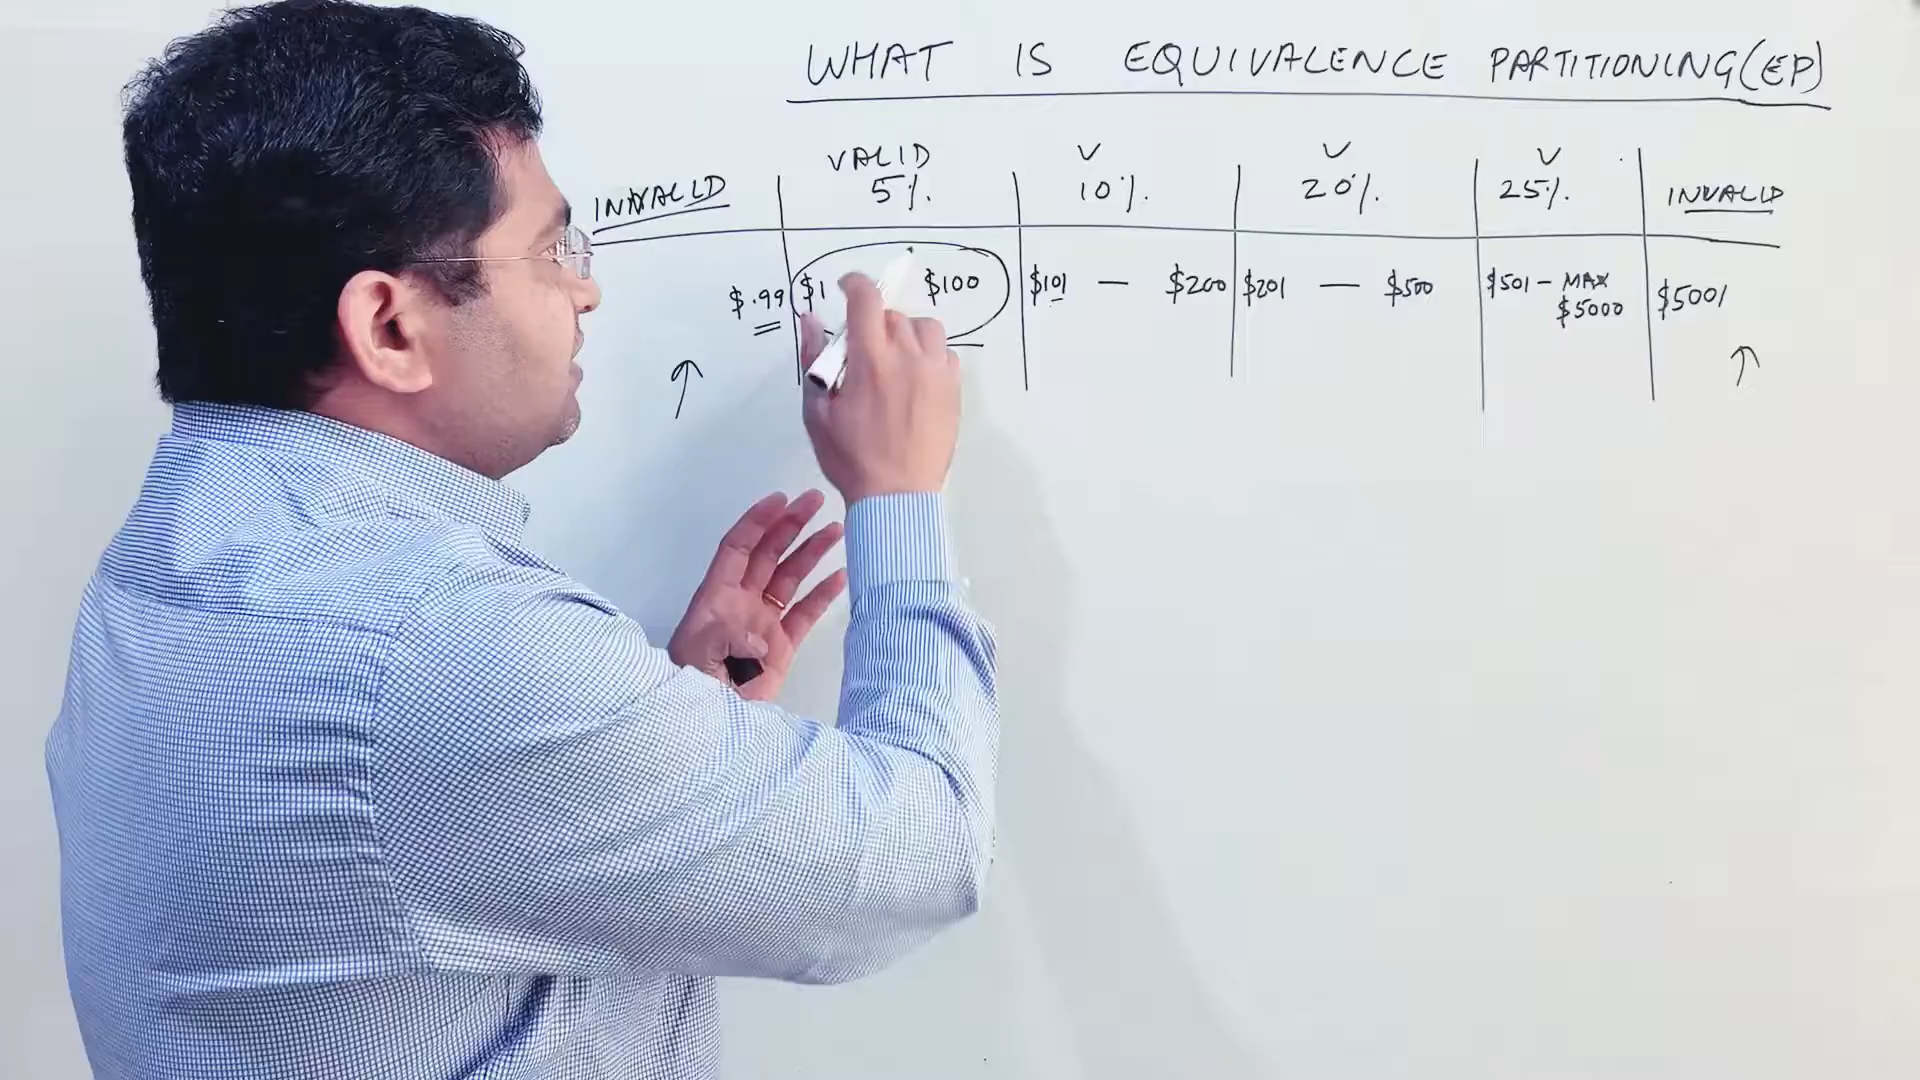 WHAT IS EQUIVALENCE PARTITIONING(EP)
INVALID VALID 5%. V 10%. V 20%. V 25%. INVALID
$.99 $1 $100 $101 — $200 $201 — $500 $501 - MAX $5000 $5001